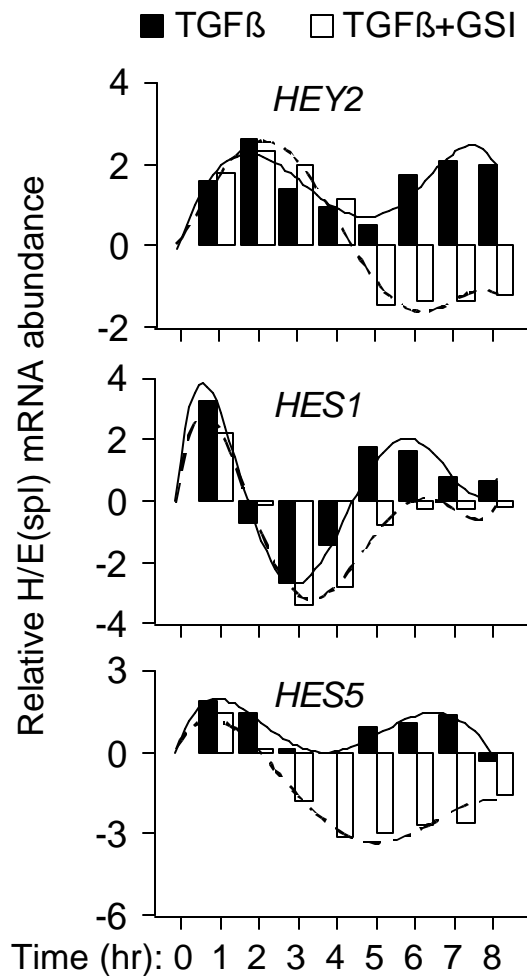 TGFß TGFß+GSI
Relative H/E(spl) mRNA abundance
HEY2
4
2
0
-2
HES1
4
2
0
-2
-4
HES5
3
0
-3
-6
Time (hr): 0 1 2 3 4 5 6 7 8